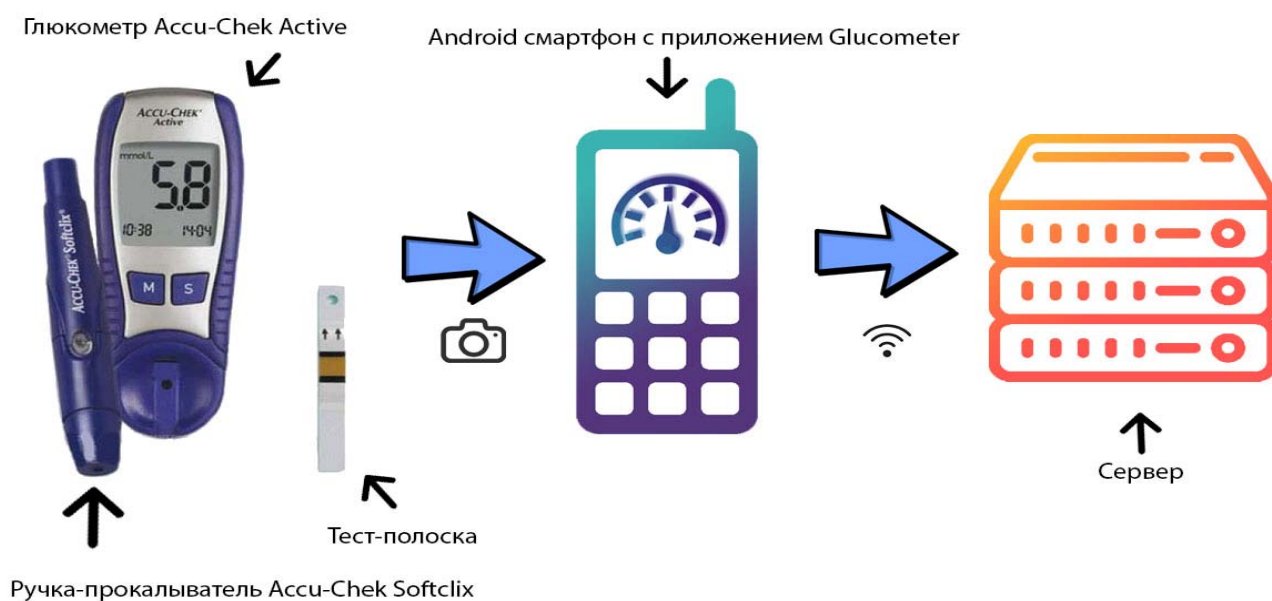 Глюкометр Accu-Chek Active
Android смартфон с приложением Glucometer
ACCU-CHEK®
Active
mmol/L
5.8
10:38 14:04
M S
ACCU-CHEK® Softclix®
Сервер
Тест-полоска
Ручка-прокалыватель Accu-Chek Softclix